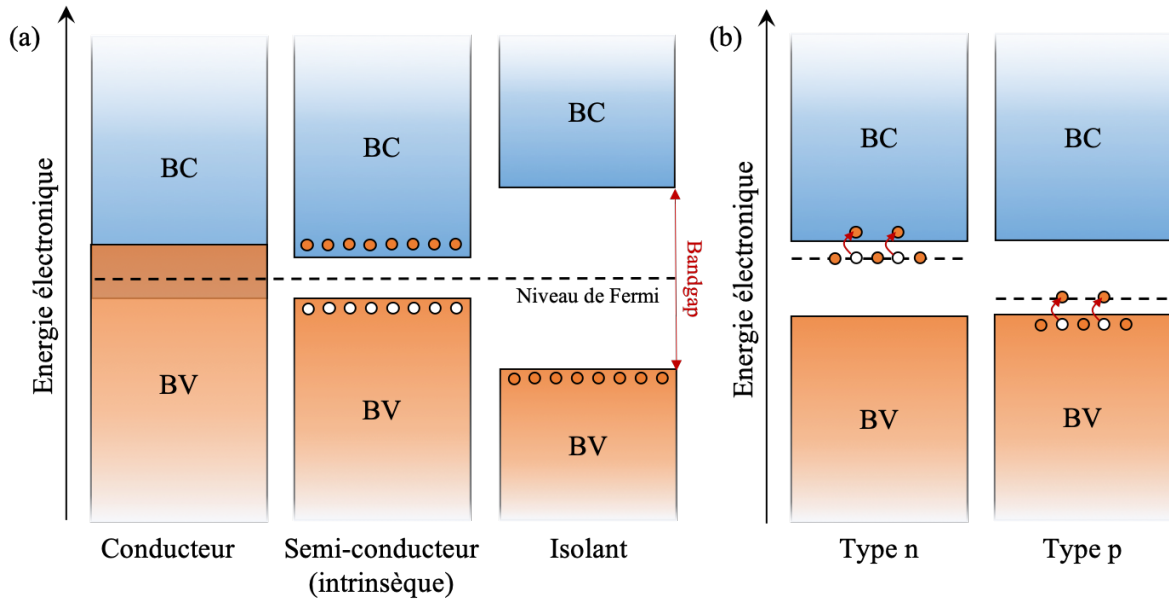 (a)
Energie électronique
BC
BV
Conducteur
BC
BV
Semi-conducteur
(intrinsèque)
BC
BV
Isolant
Niveau de Fermi
Bandgap
(b)
Energie électronique
BC
BV
Type n
BC
BV
Type p